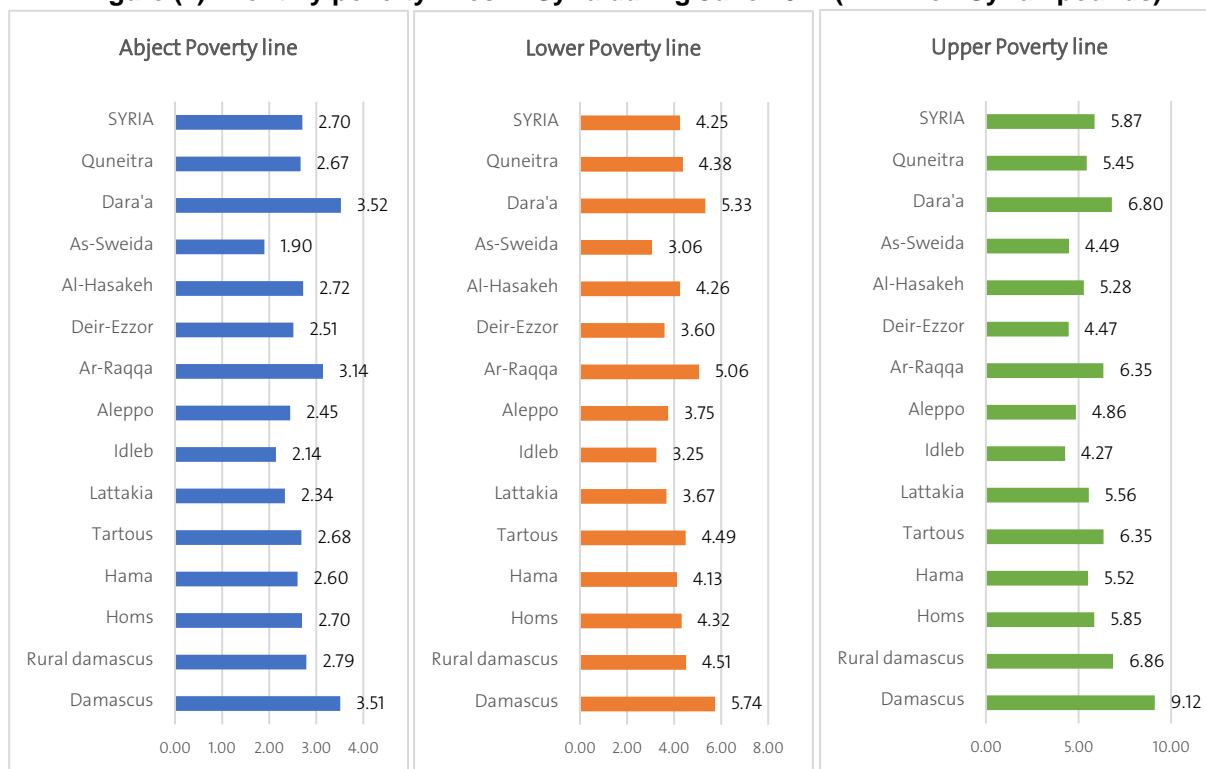 Abject Poverty line
SYRIA 2.70
Quneitra 2.67
Dara'a 3.52
As-Sweida 1.90
Al-Hasakeh 2.72
Deir-Ezzor 2.51
Ar-Raqqa 3.14
Aleppo 2.45
Idleb 2.14
Lattakia 2.34
Tartous 2.68
Hama 2.60
Homs 2.70
Rural damascus 2.79
Damascus 3.51
0.00 1.00 2.00 3.00 4.00
Lower Poverty line
SYRIA 4.25
Quneitra 4.38
Dara'a 5.33
As-Sweida 3.06
Al-Hasakeh 4.26
Deir-Ezzor 3.60
Ar-Raqqa 5.06
Aleppo 3.75
Idleb 3.25
Lattakia 3.67
Tartous 4.49
Hama 4.13
Homs 4.32
Rural damascus 4.51
Damascus 5.74
0.00 2.00 4.00 6.00 8.00
Upper Poverty line
SYRIA 5.87
Quneitra 5.45
Dara'a 6.80
As-Sweida 4.49
Al-Hasakeh 5.28
Deir-Ezzor 4.47
Ar-Raqqa 6.35
Aleppo 4.86
Idleb 4.27
Lattakia 5.56
Tartous 6.35
Hama 5.52
Homs 5.85
Rural damascus 6.86
Damascus 9.12
0.00 5.00 10.00